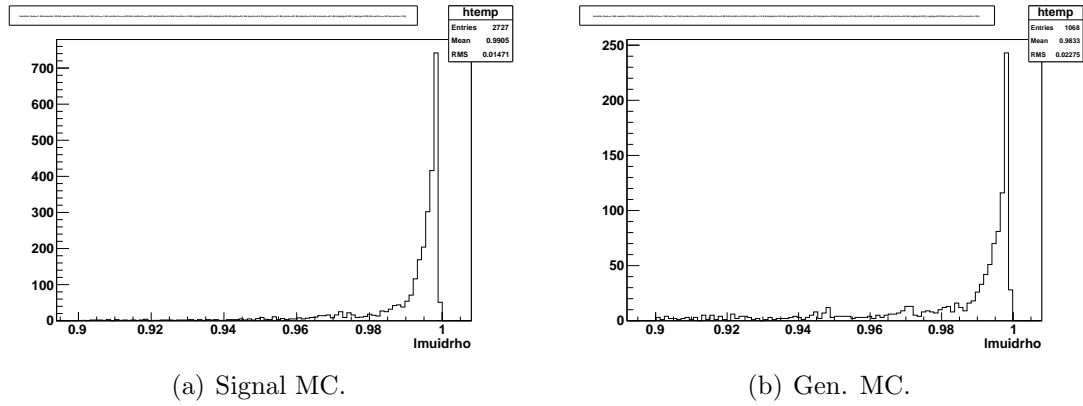 htemp
Entries 2727
Mean 0.9905
RMS 0.01471
700
600
500
400
300
200
100
0
0.9 0.92 0.94 0.96 0.98 1
lmuidrho
(a) Signal MC.
htemp
Entries 1068
Mean 0.9833
RMS 0.02275
250
200
150
100
50
0
0.9 0.92 0.94 0.96 0.98 1
lmuidrho
(b) Gen. MC.